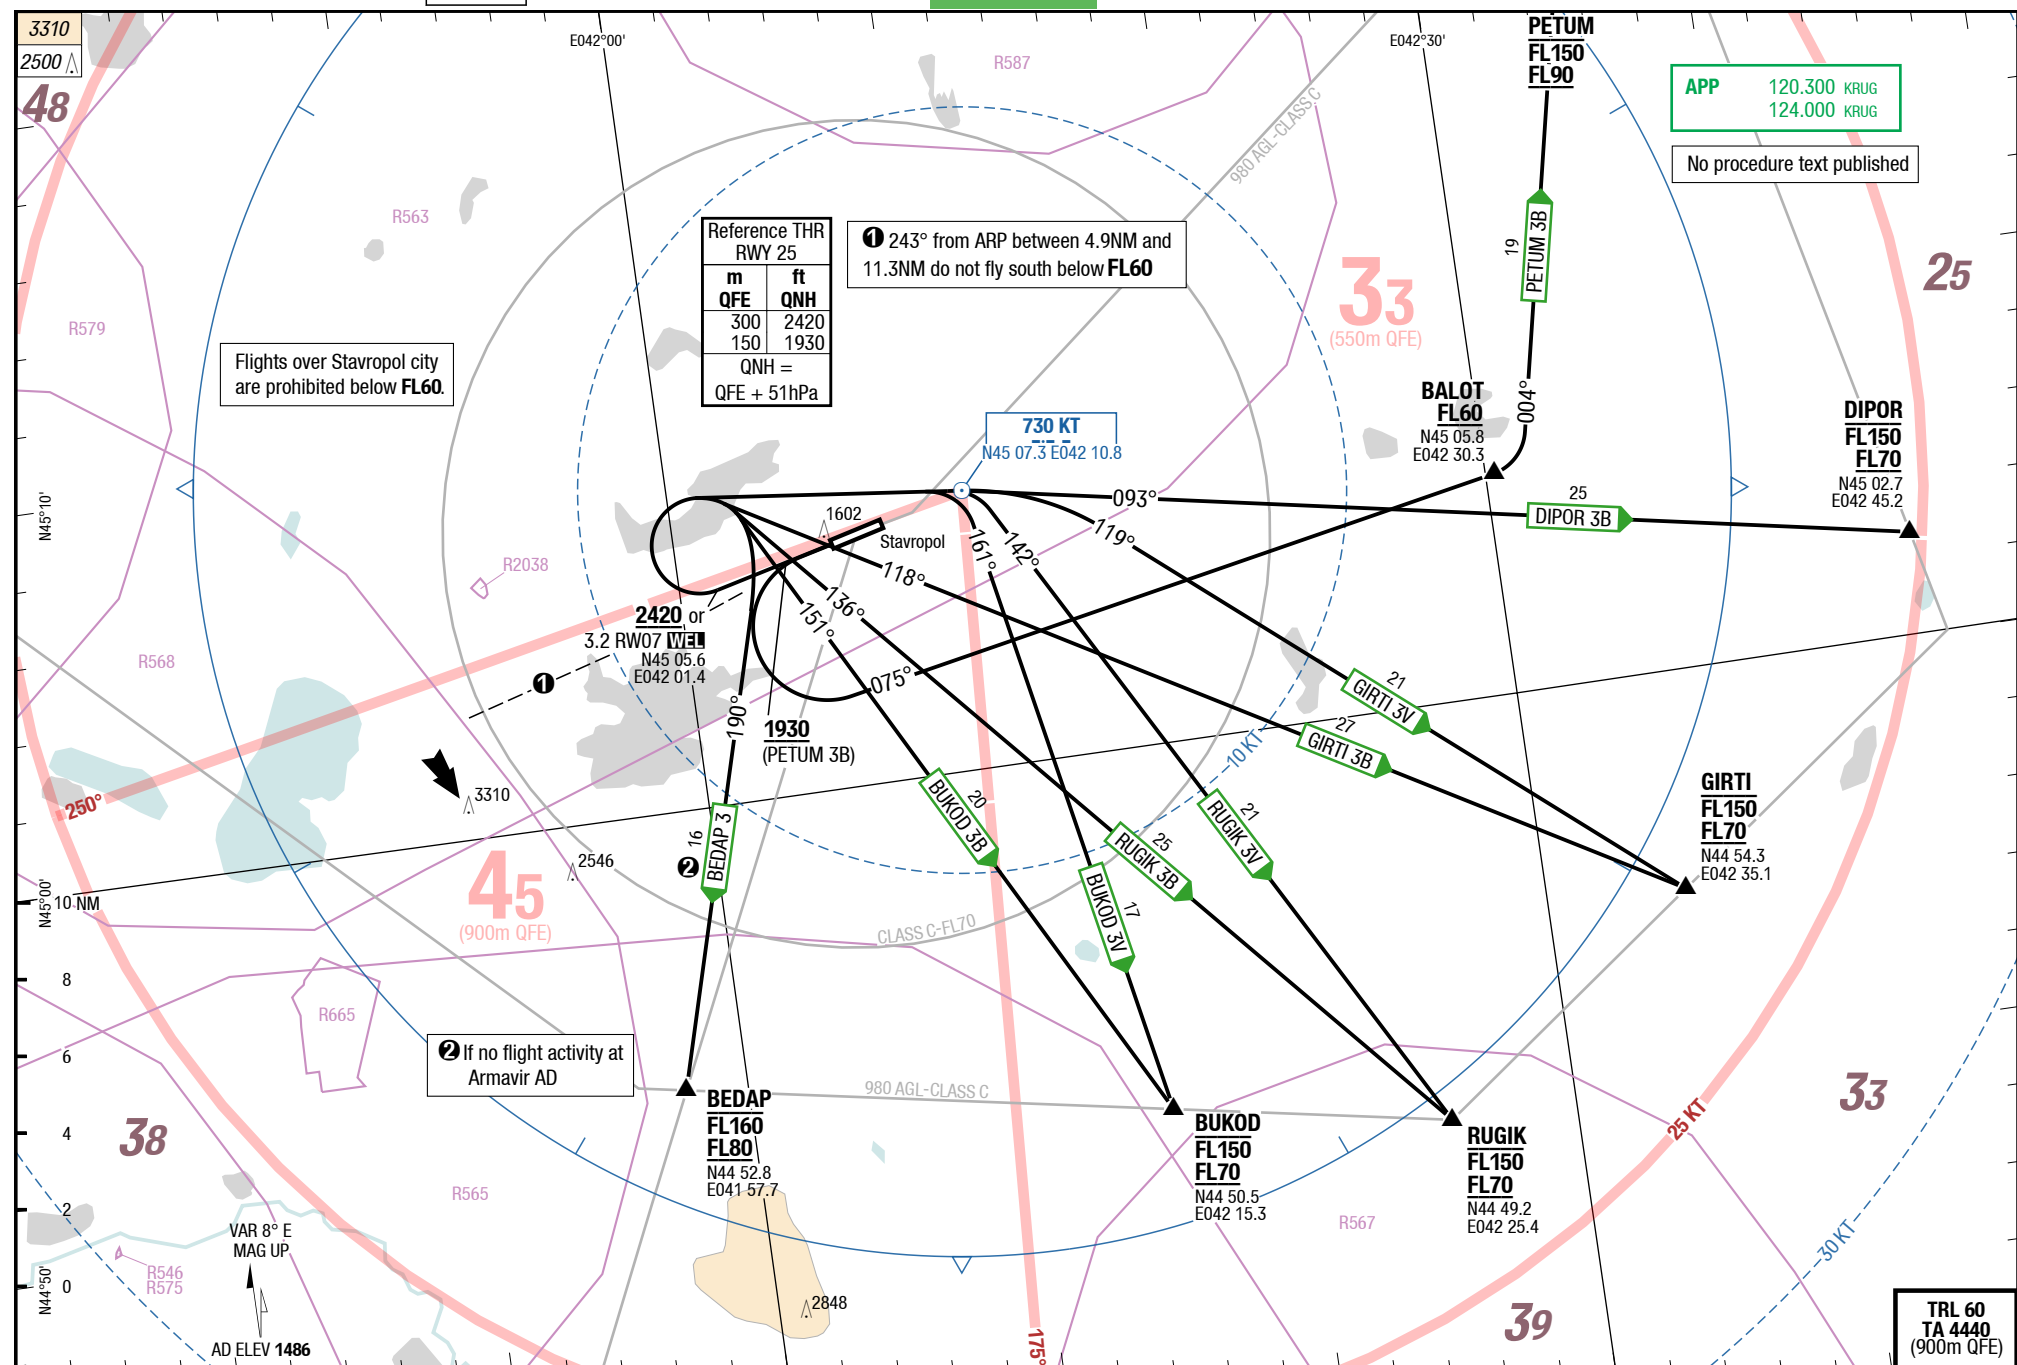 3310
2500
48
E042°00'
R587
E042°30'
980 AGL-CLASS C
PETUM
FL150
FL90
APP 120.300 KRUG
124.000 KRUG
No procedure text published
R563
Reference THR
RWY 25
m ft
QFE QNH
300 2420
150 1930
QNH =
QFE + 51hPa
❶ 243° from ARP between 4.9NM and
11.3NM do not fly south below FL60
19
PETUM 3B
33
(550m QFE)
25
R579
Flights over Stavropol city
are prohibited below FL60.
730 KT
N45 07.3 E042 10.8
BALOT
FL60
N45 05.8
E042 30.3
004°
DIPOR
FL150
FL70
N45 02.7
E042 45.2
N45°10'
1602
Stavropol
093°
25
DIPOR 3B
161°
142°
119°
118°
136°
151°
R2038
2420 or
3.2 RW07 WEL
N45 05.6
E042 01.4
R568
❶
075°
190°
1930
(PETUM 3B)
21
GIRTI 3V
27
GIRTI 3B
10 KT
GIRTI
FL150
FL70
N44 54.3
E042 35.1
250°
3310
2546
45
(900m QFE)
16
❷
BEDAP 3
20
BUKOD 3B
25
RUGIK 3B
21
RUGIK 3V
17
BUKOD 3V
CLASS C-FL70
N45°00'
10 NM
8
6
4
2
0
R665
❷ If no flight activity at
Armavir AD
980 AGL-CLASS C
BEDAP
FL160
FL80
N44 52.8
E041 57.7
BUKOD
FL150
FL70
N44 50.5
E042 15.3
RUGIK
FL150
FL70
N44 49.2
E042 25.4
25 KT
33
38
R565
R567
30 KT
VAR 8° E
MAG UP
R546
R575
N44°50'
AD ELEV 1486
2848
175°
39
TRL 60
TA 4440
(900m QFE)